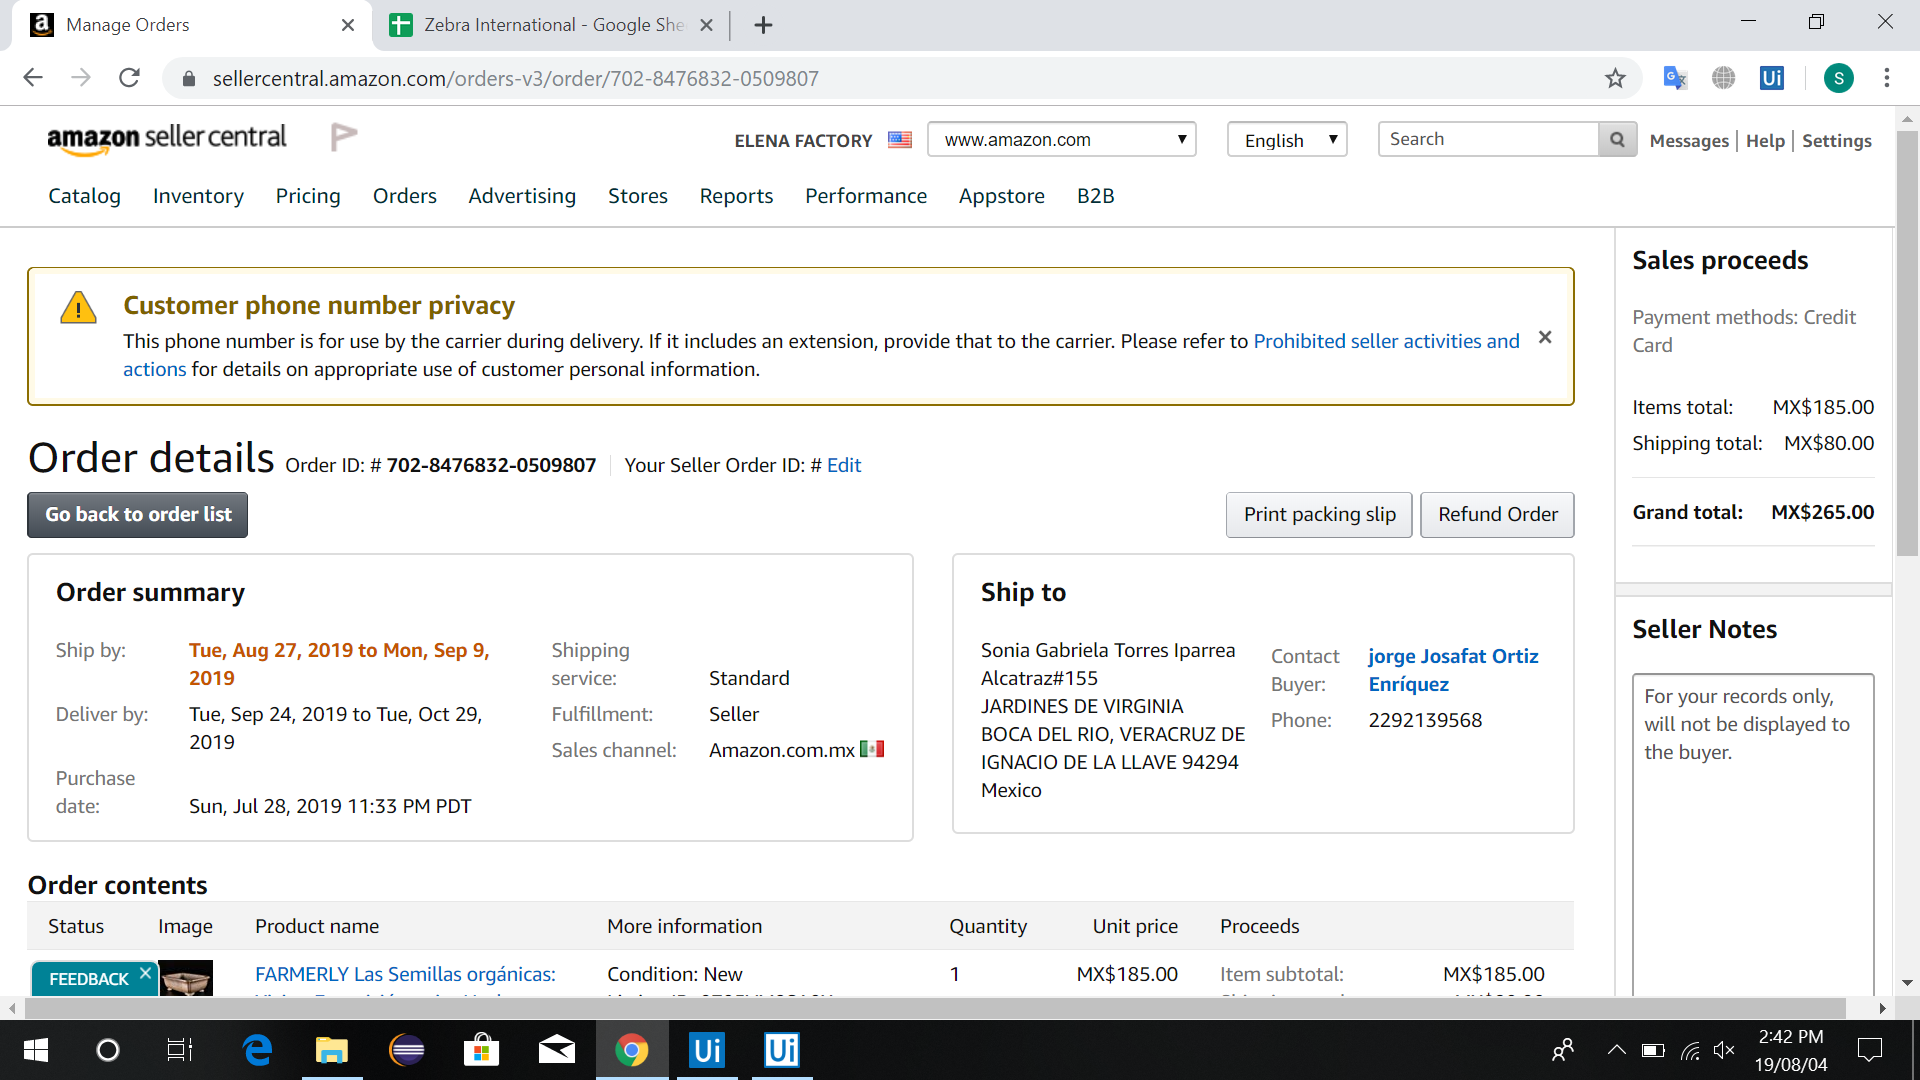 Manage Orders
Zebra International - Google She
sellercentral.amazon.com/orders-v3/order/702-8476832-0509807
S
amazon seller central
ELENA FACTORY
www.amazon.com
English
Search
Messages | Help | Settings
Catalog Inventory Pricing Orders Advertising Stores Reports Performance Appstore B2B
Customer phone number privacy
This phone number is for use by the carrier during delivery. If it includes an extension, provide that to the carrier. Please refer to Prohibited seller activities and
actions for details on appropriate use of customer personal information.
Order details Order ID: # 702-8476832-0509807 Your Seller Order ID: # Edit
Go back to order list
Print packing slip
Refund Order
Order summary
Ship by: Tue, Aug 27, 2019 to Mon, Sep 9,
2019
Deliver by: Tue, Sep 24, 2019 to Tue, Oct 29,
2019
Purchase
date: Sun, Jul 28, 2019 11:33 PM PDT
Shipping
service: Standard
Fulfillment: Seller
Sales channel: Amazon.com.mx
Ship to
Sonia Gabriela Torres Iparrea
Alcatraz#155
JARDINES DE VIRGINIA
BOCA DEL RIO, VERACRUZ DE
IGNACIO DE LA LLAVE 94294
Mexico
Contact jorge Josafat Ortiz
Buyer: Enríquez
Phone: 2292139568
Order contents
Status Image Product name More information Quantity Unit price Proceeds
FEEDBACK
FARMERLY Las Semillas orgánicas:
Condition: New
1
MX$185.00
Item subtotal: MX$185.00
Sales proceeds
Payment methods: Credit
Card
Items total: MX$185.00
Shipping total: MX$80.00
Grand total: MX$265.00
Seller Notes
For your records only,
will not be displayed to
the buyer.
Ui
Ui
Ui
2:42 PM
19/08/04